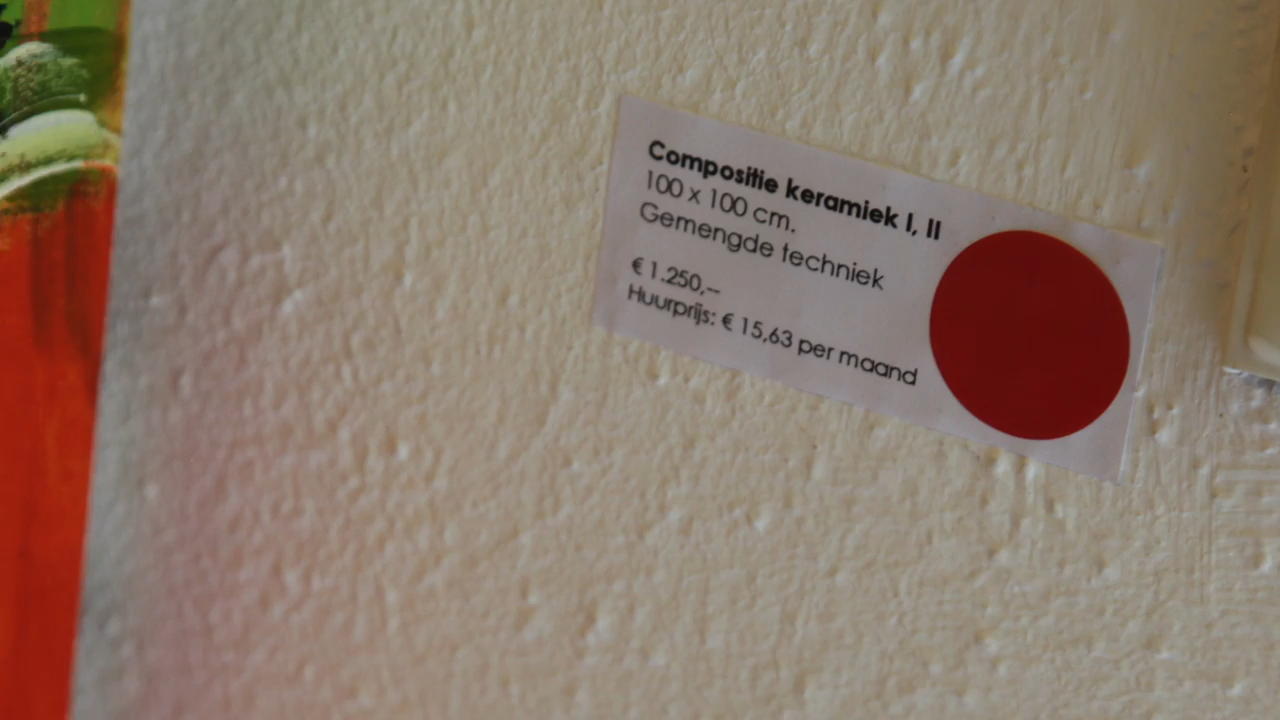 Compositie keramiek I, II
100 x 100 cm.
Gemengde techniek
€ 1.250,--
Huurprijs: € 15,63 per maand